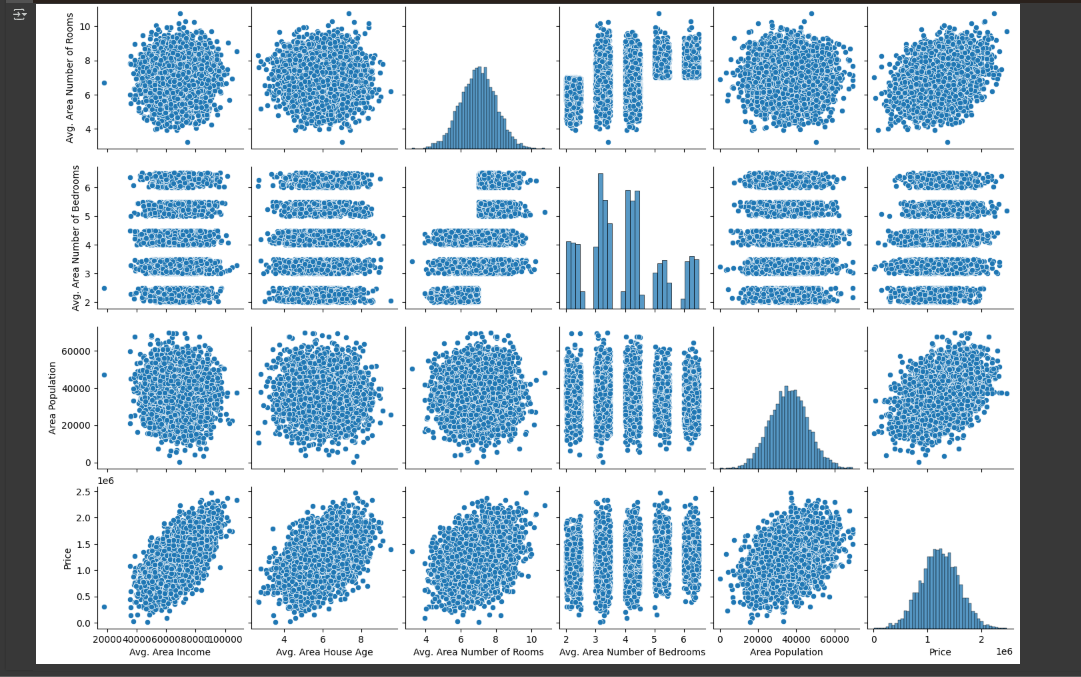 10
8
6
4
Avg. Area Number of Rooms
6
5
4
3
2
Avg. Area Number of Bedrooms
60000
40000
20000
0
Area Population
1e6
2.5
2.0
1.5
1.0
0.5
0.0
Price
20000 40000 60000 80000 100000
4 6 8
4 6 8 10
2 3 4 5 6
0 20000 40000 60000
0 1 2
1e6
Avg. Area Income
Avg. Area House Age
Avg. Area Number of Rooms
Avg. Area Number of Bedrooms
Area Population
Price